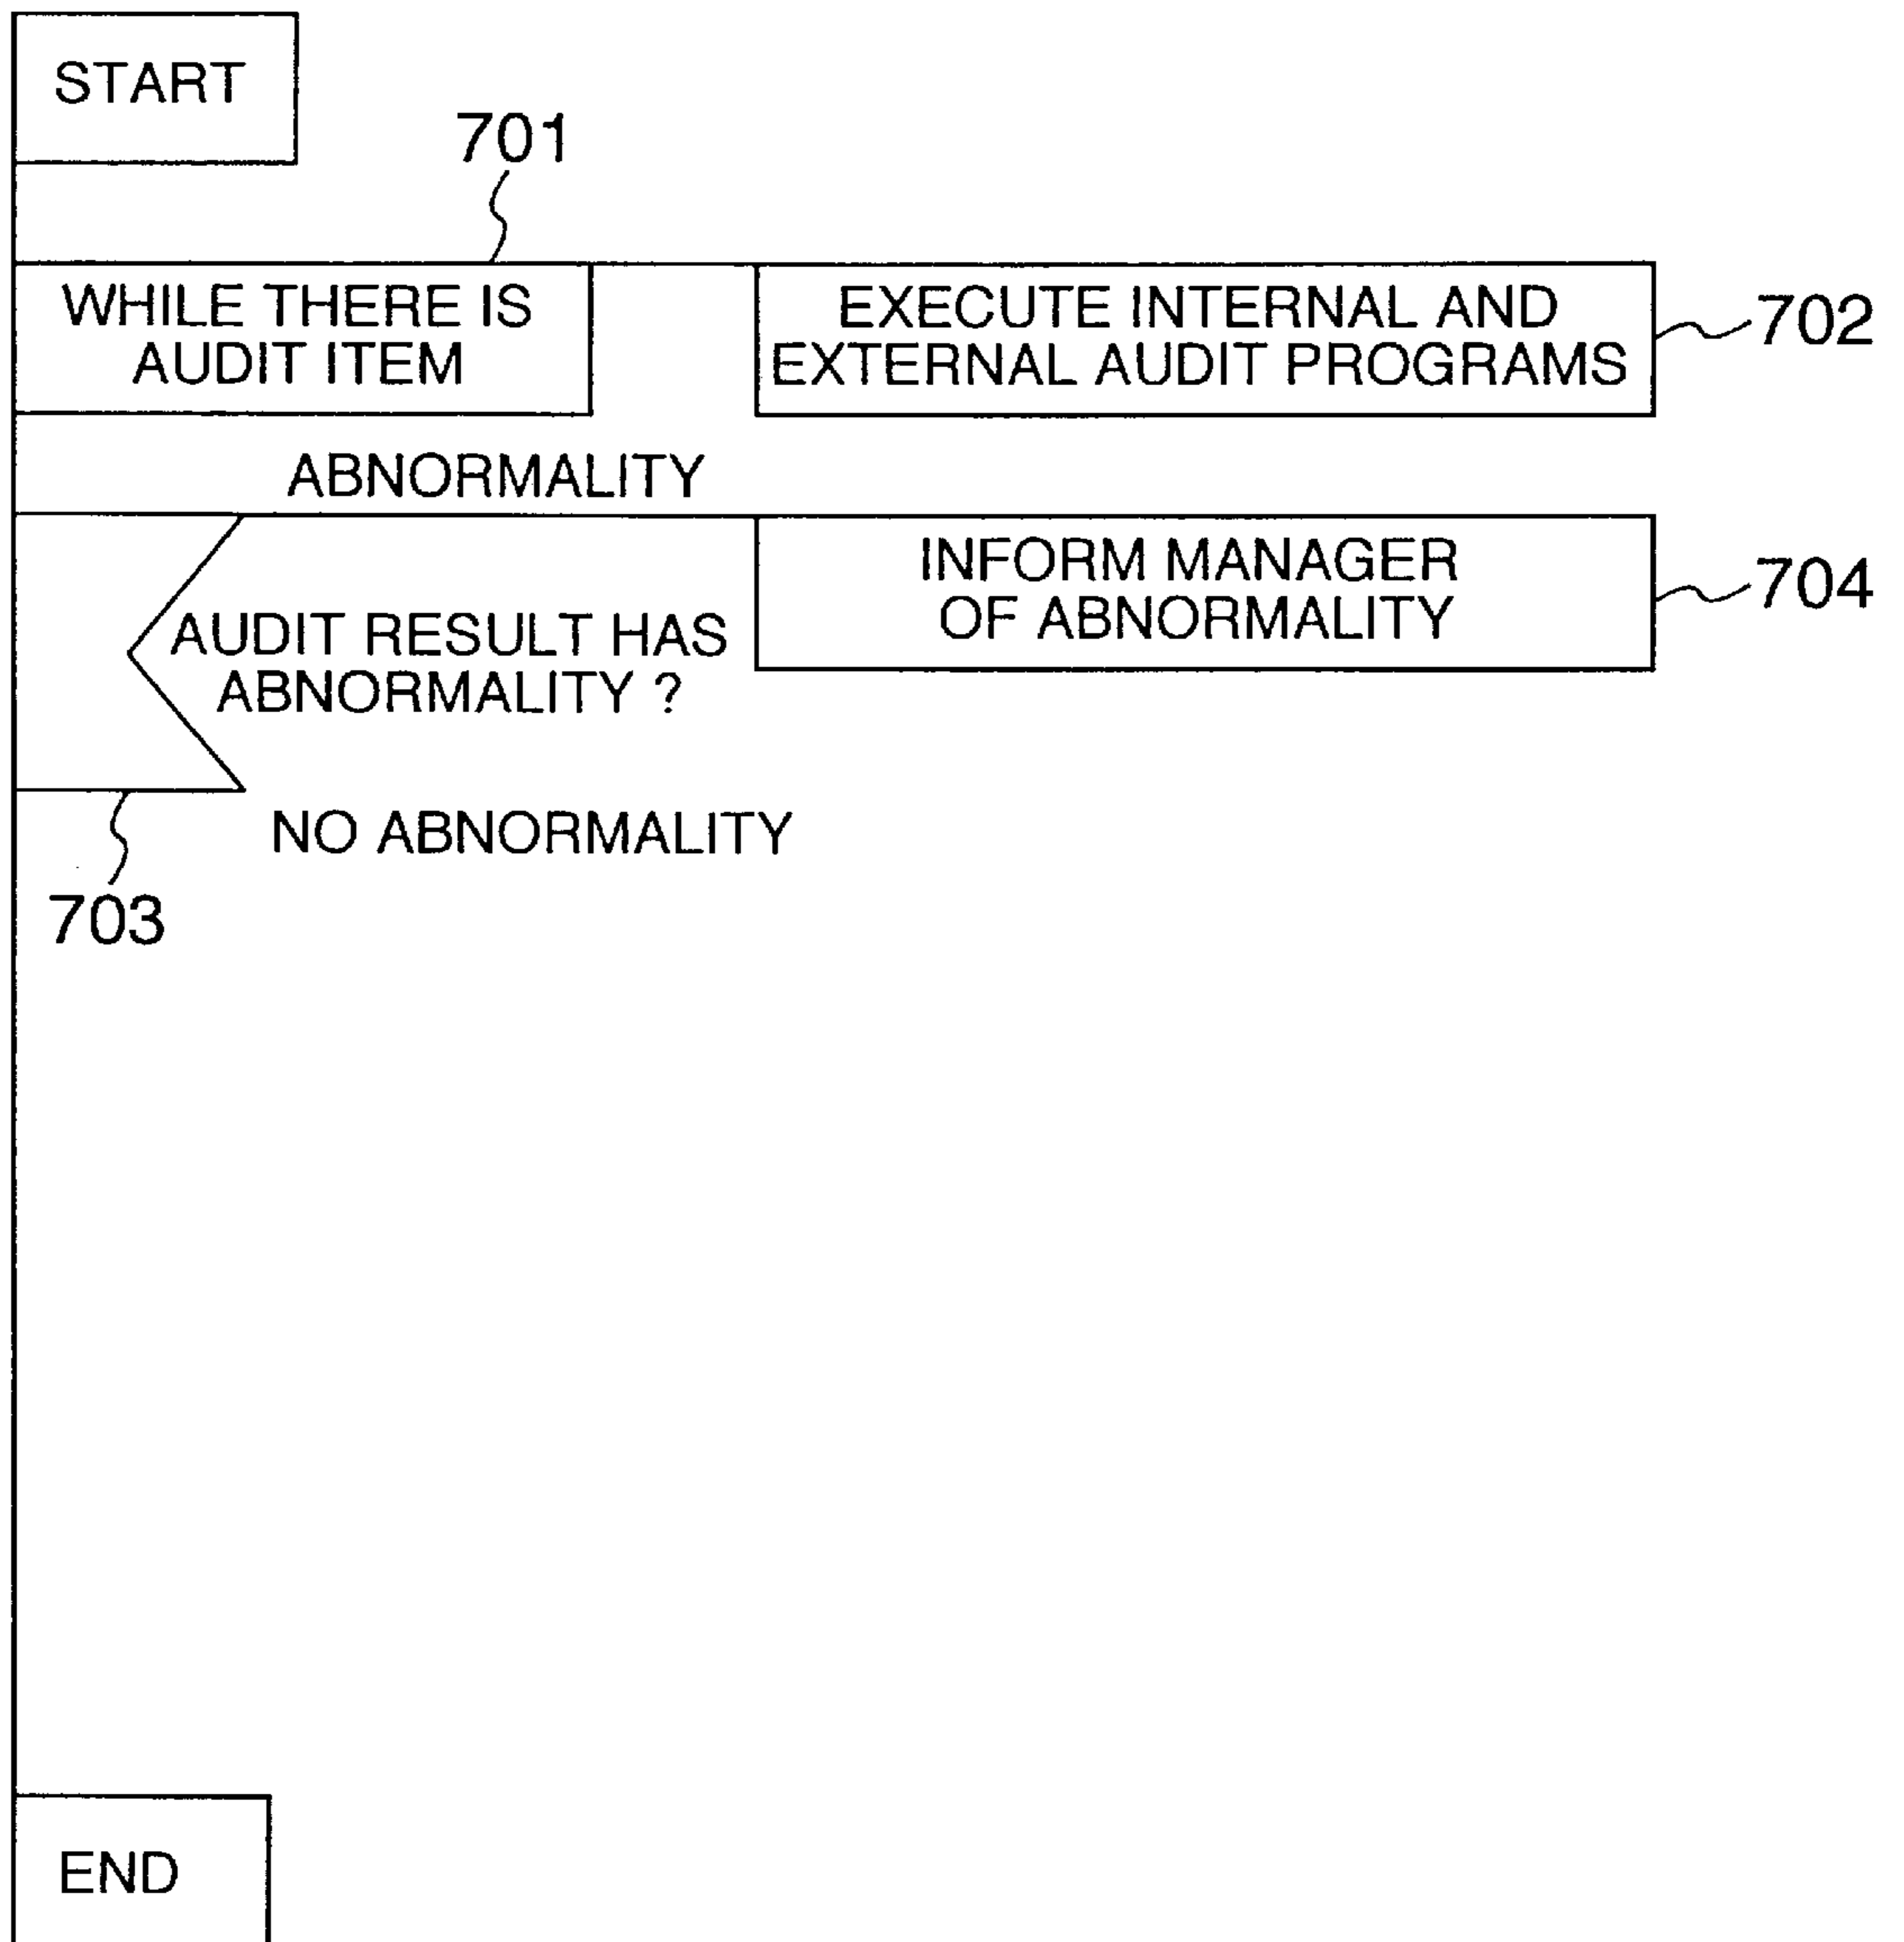 START
701
WHILE THERE IS
AUDIT ITEM
EXECUTE INTERNAL AND
EXTERNAL AUDIT PROGRAMS
702
ABNORMALITY
AUDIT RESULT HAS
ABNORMALITY ?
INFORM MANAGER
OF ABNORMALITY
704
NO ABNORMALITY
703
END